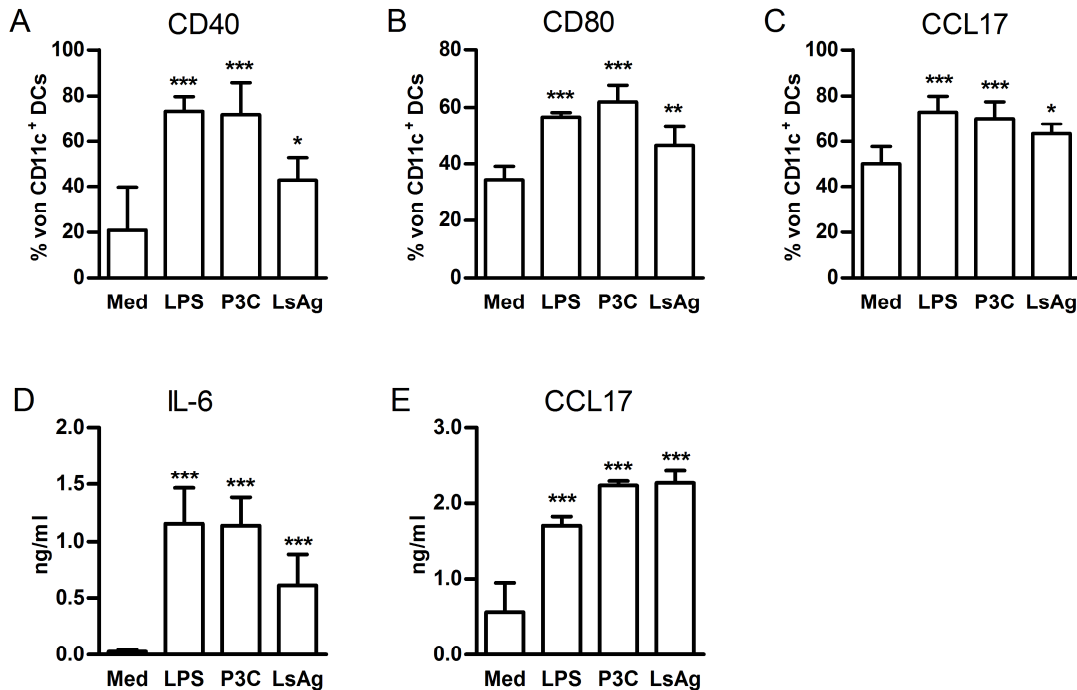 A CD40
% von CD11c+ DCs
100
80
60
40
20
0
***
***
*
Med LPS P3C LsAg
B CD80
% von CD11c+ DCs
80
60
40
20
0
***
***
**
Med LPS P3C LsAg
C CCL17
% von CD11c+ DCs
100
80
60
40
20
0
***
***
*
Med LPS P3C LsAg
D IL-6
ng/ml
2.0
1.5
1.0
0.5
0.0
***
***
***
Med LPS P3C LsAg
E CCL17
ng/ml
3.0
2.0
1.0
0.0
***
***
***
Med LPS P3C LsAg